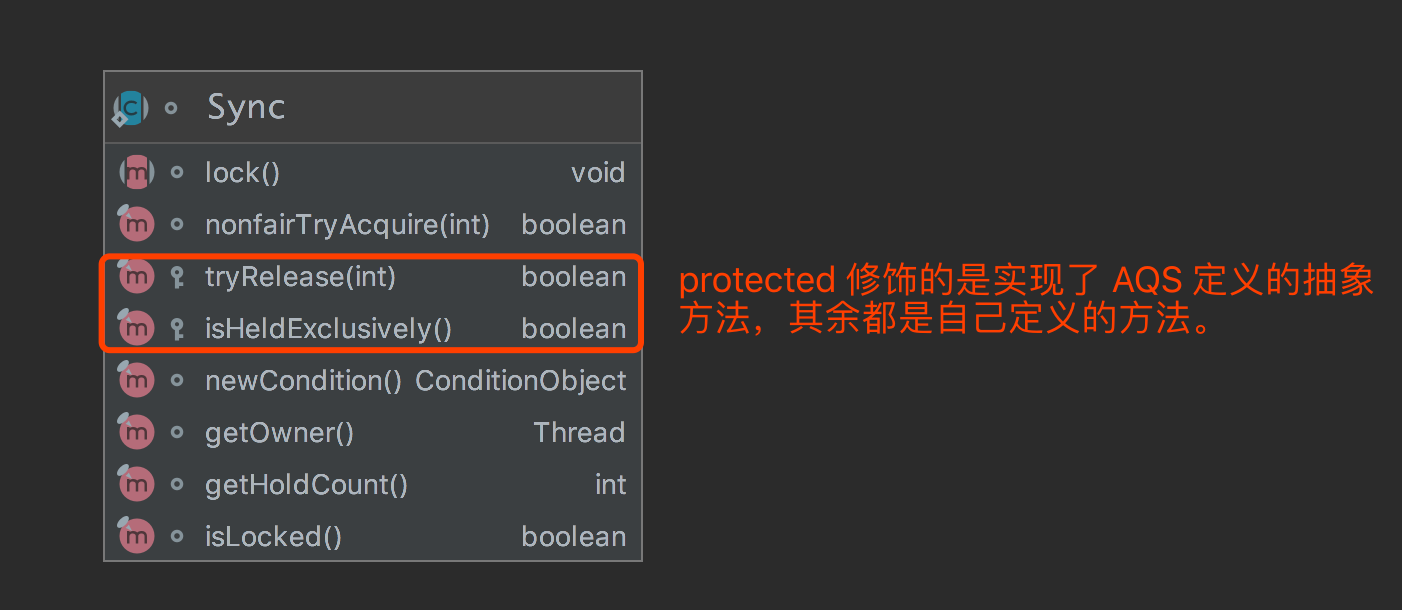 Sync
lock() void
nonfairTryAcquire(int) boolean
tryRelease(int) boolean
isHeldExclusively() boolean
newCondition() ConditionObject
getOwner() Thread
getHoldCount() int
isLocked() boolean
protected 修饰的是实现了 AQS 定义的抽象
方法，其余都是自己定义的方法。